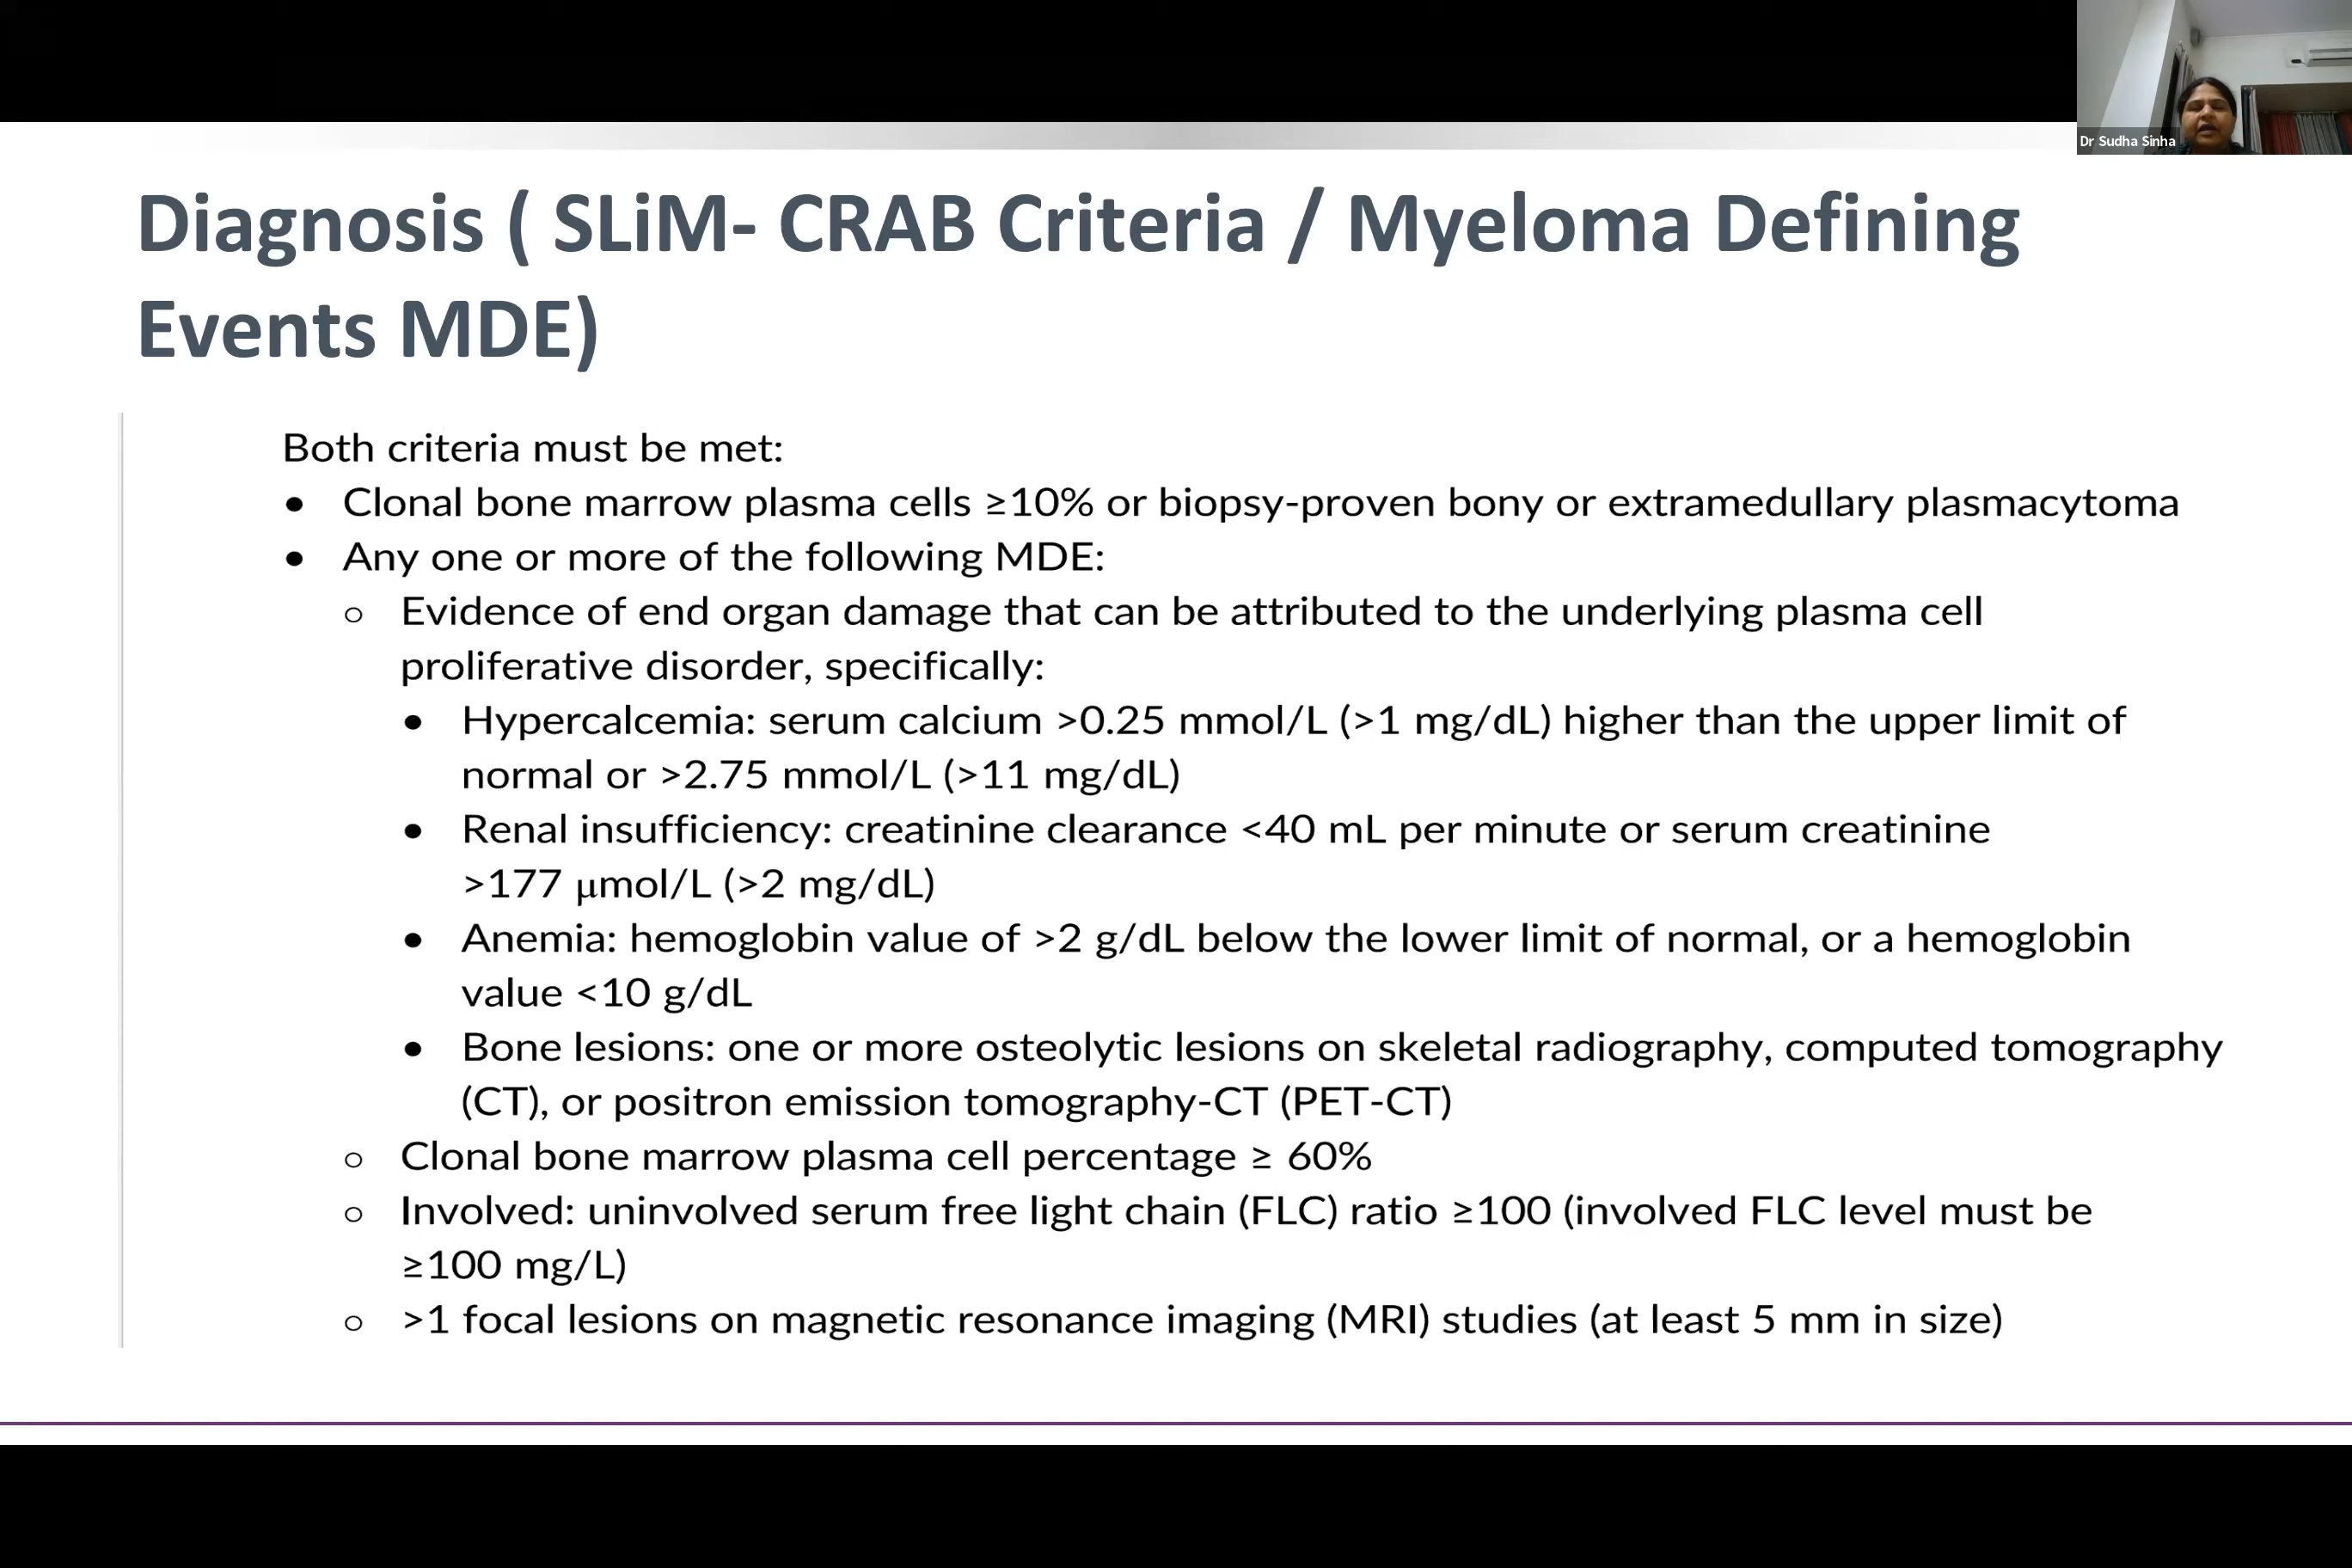 Dr Sudha Sinha
Diagnosis ( SLiM- CRAB Criteria / Myeloma Defining
Events MDE)
Both criteria must be met:
• Clonal bone marrow plasma cells ≥10% or biopsy-proven bony or extramedullary plasmacytoma
• Any one or more of the following MDE:
○ Evidence of end organ damage that can be attributed to the underlying plasma cell
proliferative disorder, specifically:
• Hypercalcemia: serum calcium >0.25 mmol/L (>1 mg/dL) higher than the upper limit of
normal or >2.75 mmol/L (>11 mg/dL)
• Renal insufficiency: creatinine clearance <40 mL per minute or serum creatinine
>177 μmol/L (>2 mg/dL)
• Anemia: hemoglobin value of >2 g/dL below the lower limit of normal, or a hemoglobin
value <10 g/dL
• Bone lesions: one or more osteolytic lesions on skeletal radiography, computed tomography
(CT), or positron emission tomography-CT (PET-CT)
○ Clonal bone marrow plasma cell percentage ≥ 60%
○ Involved: uninvolved serum free light chain (FLC) ratio ≥100 (involved FLC level must be
≥100 mg/L)
○ >1 focal lesions on magnetic resonance imaging (MRI) studies (at least 5 mm in size)